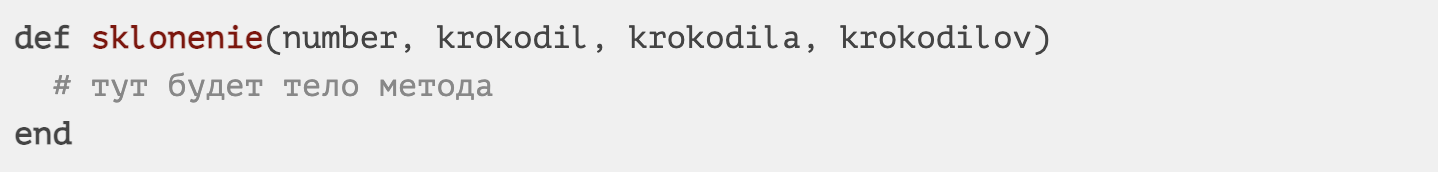 def sklonenie(number, krokodil, krokodila, krokodilov)
  # тут будет тело метода
end